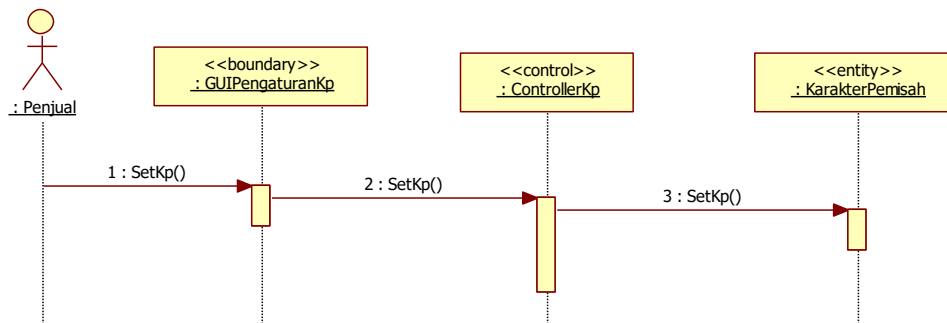 <<boundary>>
: GUIPengaturanKp
<<control>>
: ControllerKp
<<entity>>
: KarakterPemisah
: Penjual
1 : SetKp()
2 : SetKp()
3 : SetKp()